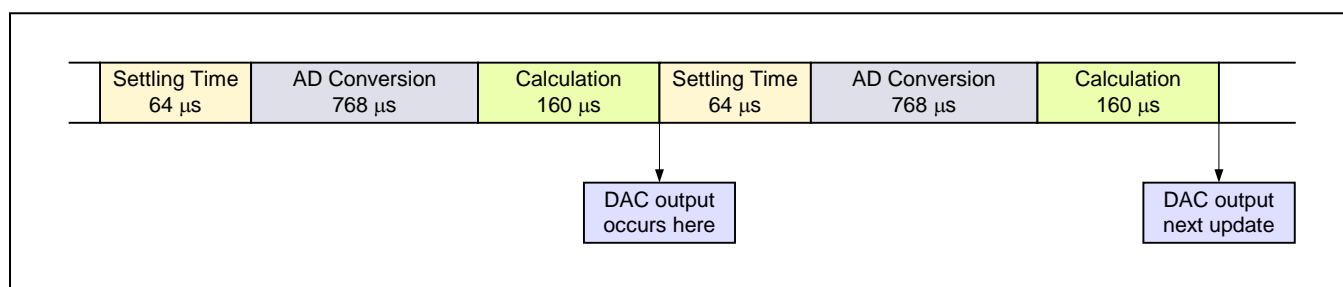 Settling Time
64 μs
AD Conversion
768 μs
Calculation
160 μs
Settling Time
64 μs
AD Conversion
768 μs
Calculation
160 μs
DAC output
occurs here
DAC output
next update